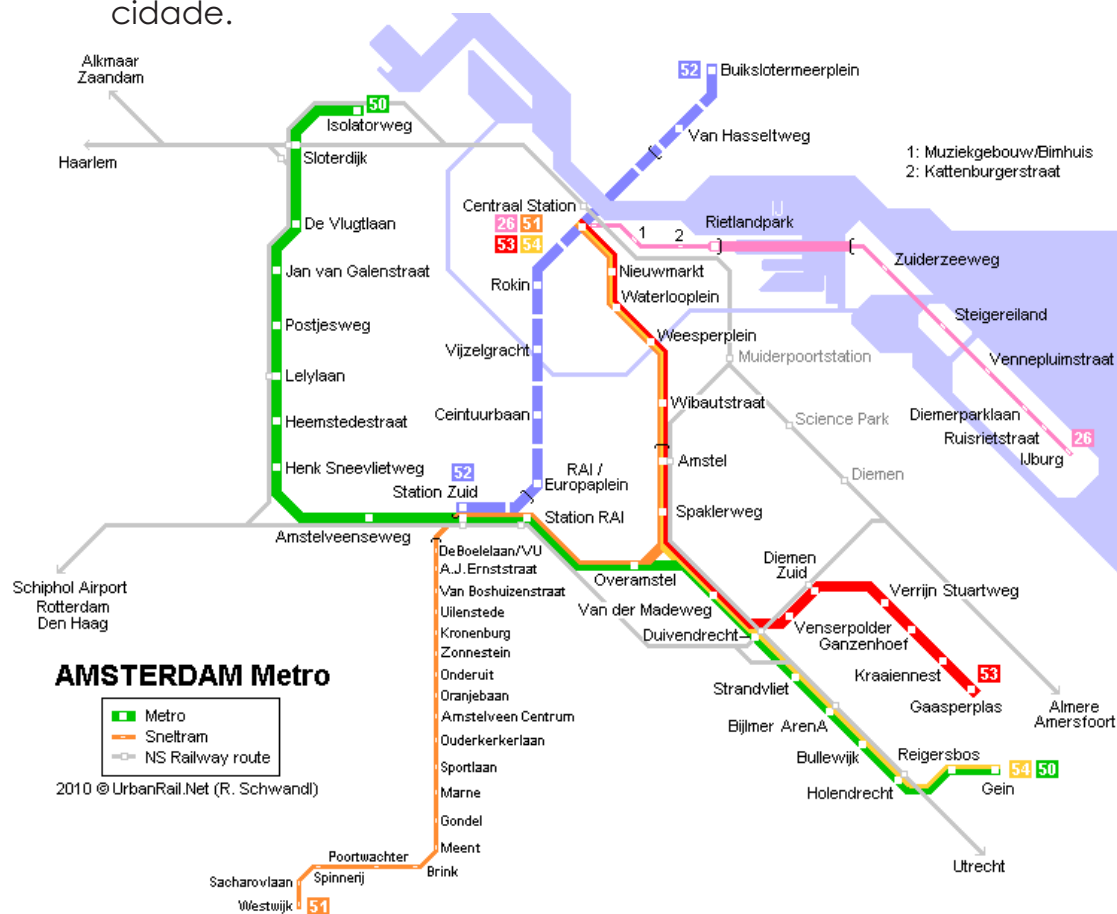 cidade.
Alkmaar
Zaandam
Haarlem
50
Isolatorweg
Sloterdijk
De Vlugtlaan
Jan van Galenstraat
Postjesweg
Lelylaan
Heemstedestraat
Henk Sneevlietweg
Amstelveenseweg
52
Buikslotermeerplein
Van Hasseltweg
Centraal Station
26 51
53 54
Rokin
Vijzelgracht
Ceintuurbaan
RAI /
Europaplein
52
Station Zuid
Station RAI
1: Muziekgebouw/Bimhuis
2: Kattenburgerstraat
IJ
1
2
Rietlandpark
Zuiderzeeweg
Steigereiland
Vennepluimstraat
Diemerparklaan
Ruisrietstraat
IJburg
26
Nieuwmarkt
Waterlooplein
Weesperplein
Muiderpoortstation
Wibautstraat
Science Park
Amstel
Diemen
Spaklerweg
Overamstel
Van der Madeweg
Duivendrecht
Diemen
Zuid
Verrijn Stuartweg
Venserpolder
Ganzenhoef
Kraaiennest
53
Gaasperplas
Strandvliet
Bijlmer ArenA
Bullewijk
Reigersbos
Holendrecht
54 50
Gein
Almere
Amersfoort
Utrecht
Schiphol Airport
Rotterdam
Den Haag
DeBoelelaan/VU
A.J.Ernststraat
Van Boshuizenstraat
Uilenstede
Kronenburg
Zonnestein
Onderuit
Oranjebaan
Amstelveen Centrum
Ouderkerkerlaan
Sportlaan
Marne
Gondel
Meent
Brink
Poortwachter
Spinnerij
Sacharovlaan
Westwijk
51
AMSTERDAM Metro
Metro
Sneltram
NS Railway route
2010 © UrbanRail.Net (R. Schwandl)